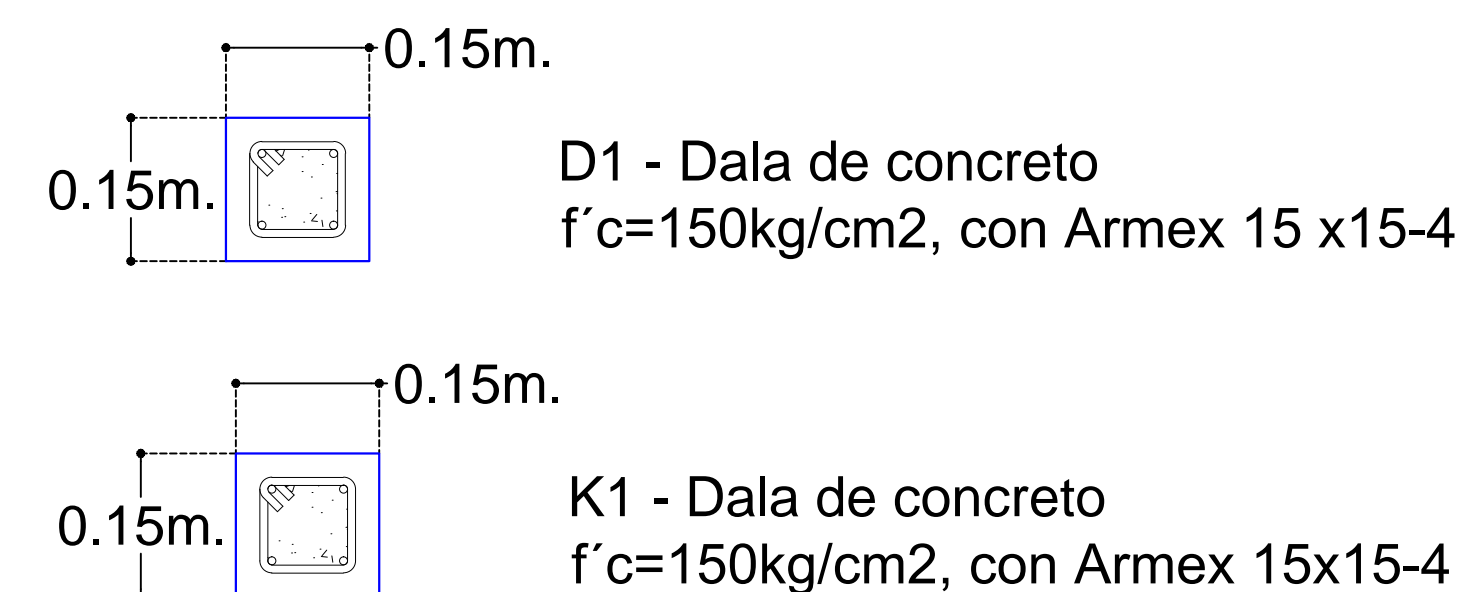 0.15m.
0.15m.
D1 - Dala de concreto
f´c=150kg/cm2, con Armex 15 x15-4
0.15m.
0.15m.
K1 - Dala de concreto
f´c=150kg/cm2, con Armex 15x15-4